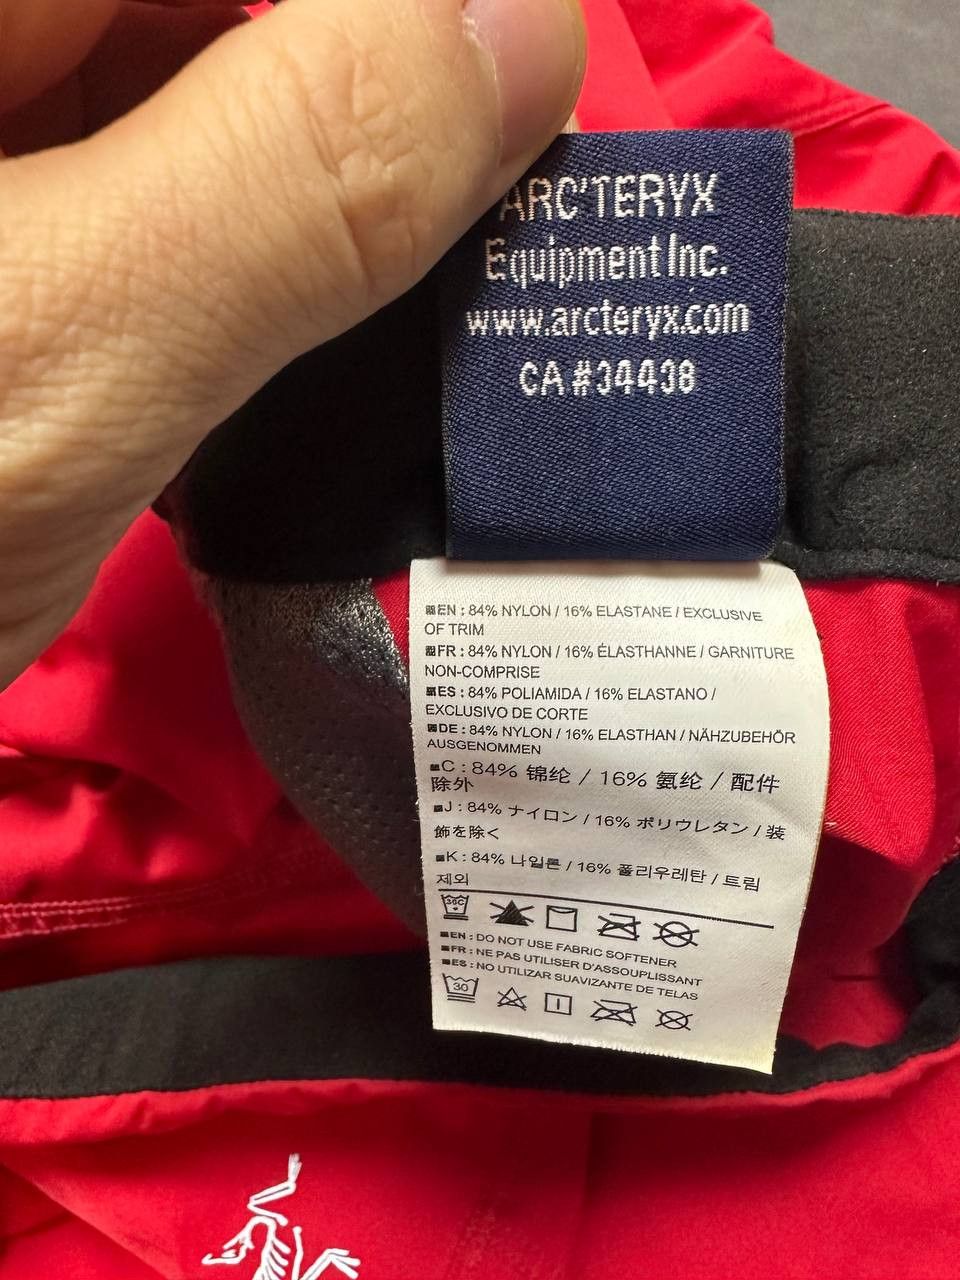 ARC'TERYX
Equipment Inc.
www.arcteryx.com
CA #34438
EN : 84% NYLON / 16% ELASTANE / EXCLUSIVE
OF TRIM
FR : 84% NYLON / 16% ÉLASTHANNE / GARNITURE
NON-COMPRISE
ES : 84% POLIAMIDA / 16% ELASTANO /
EXCLUSIVO DE CORTE
DE : 84% NYLON / 16% ELASTHAN / NÄHZUBEHÖR
AUSGENOMMEN
C : 84% 锦纶 / 16% 氨纶 / 配件
除外
J : 84% ナイロン / 16% ポリウレタン / 装
飾を除く
K : 84% 나일론 / 16% 폴리우레탄 / 트림
제외
EN : DO NOT USE FABRIC SOFTENER
FR : NE PAS UTILISER D'ASSOUPLISSANT
ES : NO UTILIZAR SUAVIZANTE DE TELAS
30